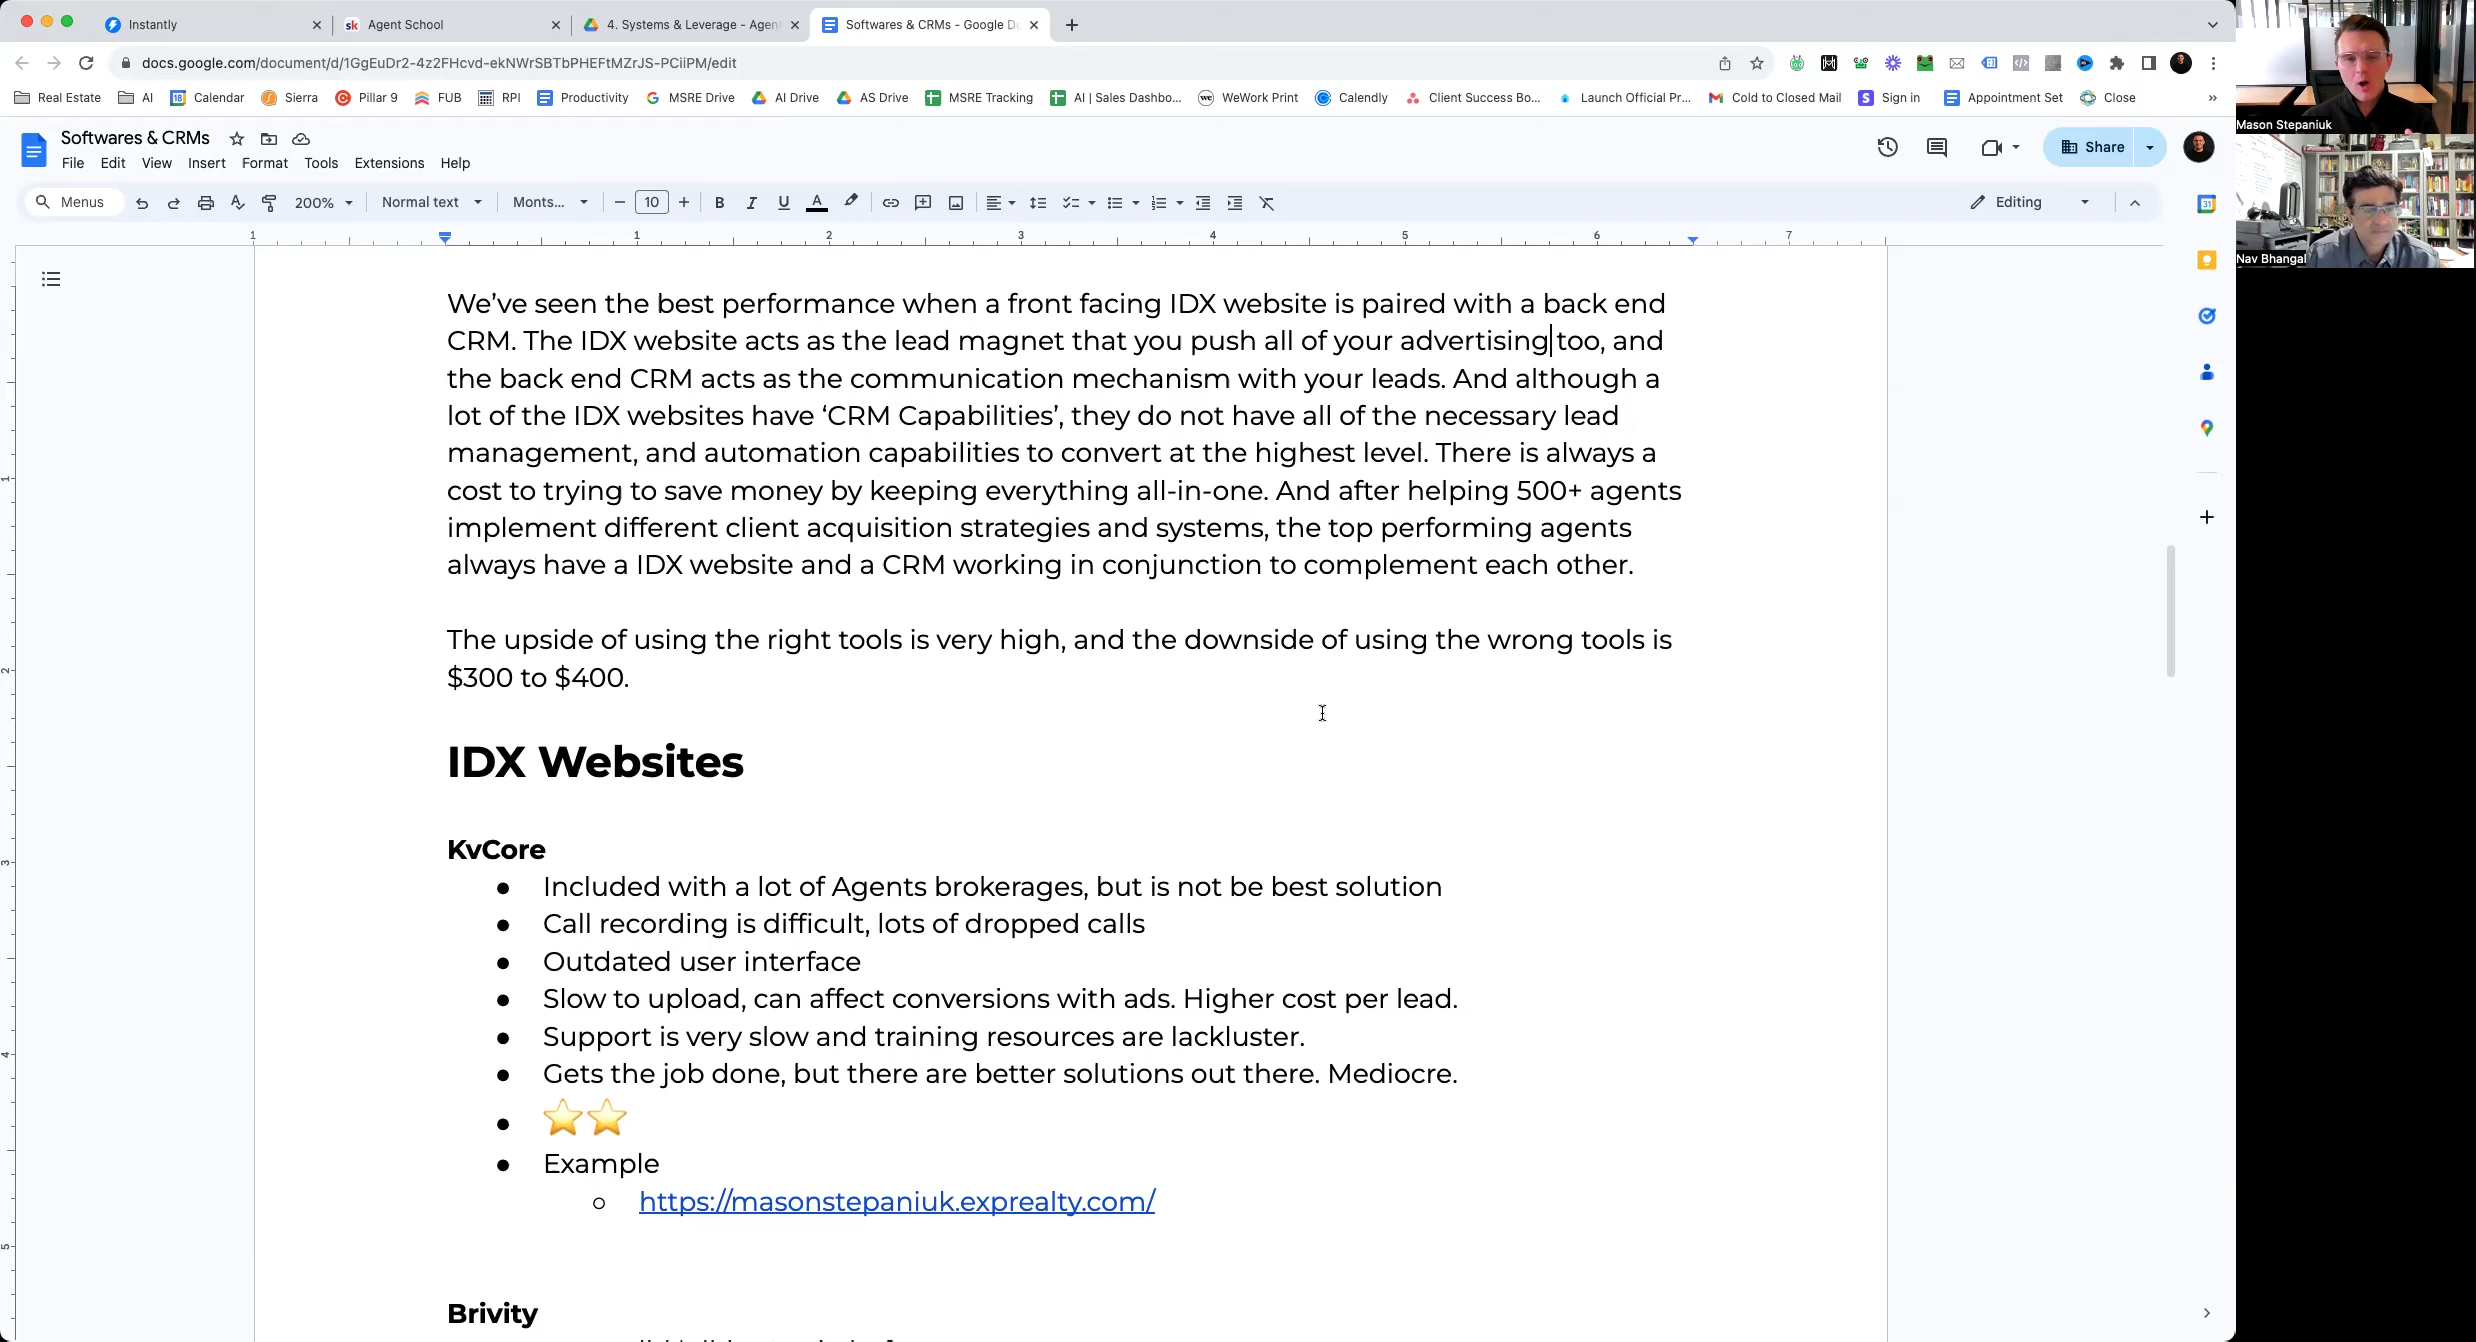 Instantly
Agent School
4. Systems & Leverage - Agen
Softwares & CRMs - Google Do
docs.google.com/document/d/1GgEuDr2-4z2FHcvd-ekNWrSBTbPHEFtMZrJS-PCiiPM/edit
Real Estate AI Calendar Sierra Pillar 9 FUB RPI Productivity MSRE Drive AI Drive AS Drive MSRE Tracking AI | Sales Dashbo... WeWork Print Calendly Client Success Bo... Launch Official Pr... Cold to Closed Mail Sign in Appointment Set Close »
Mason Stepaniuk
Softwares & CRMs
File Edit View Insert Format Tools Extensions Help
Share
Menus 200% Normal text Monts... 10 Editing
1 1 2 3 4 5 6 7
Nav Bhangal
We’ve seen the best performance when a front facing IDX website is paired with a back end
CRM. The IDX website acts as the lead magnet that you push all of your advertising too, and
the back end CRM acts as the communication mechanism with your leads. And although a
lot of the IDX websites have ‘CRM Capabilities’, they do not have all of the necessary lead
management, and automation capabilities to convert at the highest level. There is always a
cost to trying to save money by keeping everything all-in-one. And after helping 500+ agents
implement different client acquisition strategies and systems, the top performing agents
always have a IDX website and a CRM working in conjunction to complement each other.
The upside of using the right tools is very high, and the downside of using the wrong tools is
$300 to $400.
IDX Websites
KvCore
● Included with a lot of Agents brokerages, but is not be best solution
● Call recording is difficult, lots of dropped calls
● Outdated user interface
● Slow to upload, can affect conversions with ads. Higher cost per lead.
● Support is very slow and training resources are lackluster.
● Gets the job done, but there are better solutions out there. Mediocre.
● ⭐⭐
● Example
○ https://masonstepaniuk.exprealty.com/
Brivity